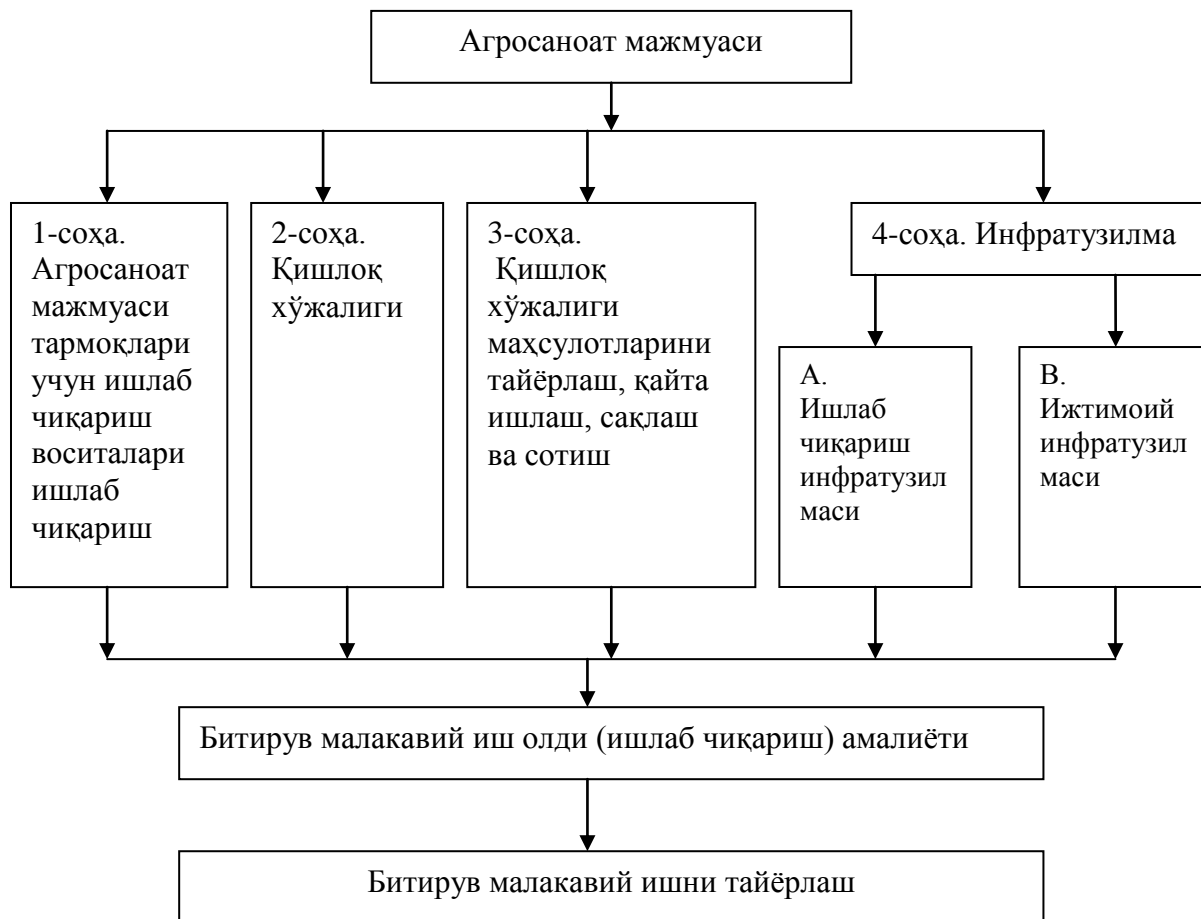 Агросаноат мажмуаси
1-соҳа.
Агросаноат
мажмуаси
тармоқлари
учун ишлаб
чиқариш
воситалари
ишлаб
чиқариш
2-соҳа.
Қишлоқ
хўжалиги
3-соҳа.
Қишлоқ
хўжалиги
маҳсулотларини
тайёрлаш, қайта
ишлаш, сақлаш
ва сотиш
4-соҳа. Инфратузилма
А.
Ишлаб
чиқариш
инфратузил
маси
В.
Ижтимоий
инфратузил
маси
Битирув малакавий иш олди (ишлаб чиқариш) амалиёти
Битирув малакавий ишни тайёрлаш